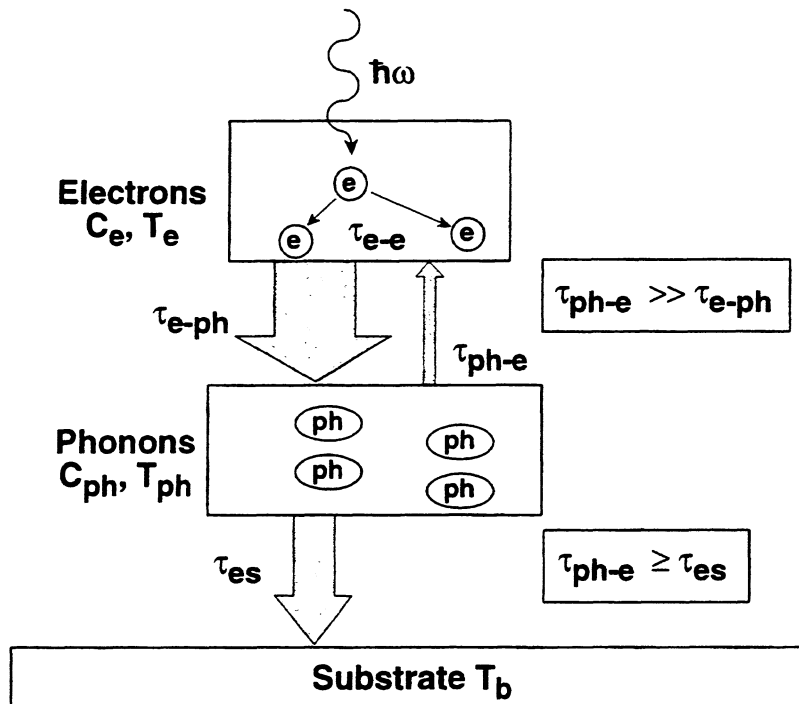 ħω
Electrons
Cₑ, Tₑ
e
e
e
τₑ₋ₑ
τₑ₋ₚₕ
τₚₕ₋ₑ
τₚₕ₋ₑ >> τₑ₋ₚₕ
Phonons
Cₚₕ, Tₚₕ
ph
ph
ph
ph
τₑₛ
τₚₕ₋ₑ ≥ τₑₛ
Substrate T_b